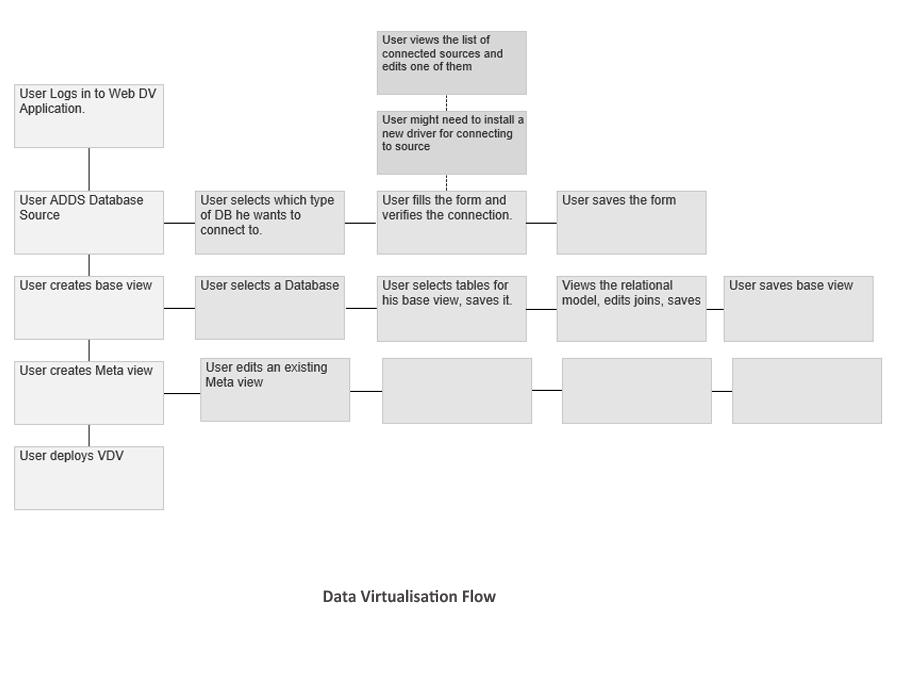 User views the list of
connected sources and
edits one of them
User Logs in to Web DV
Application.
User might need to install a
new driver for connecting
to source
User ADDS Database
Source
User selects which type
of DB he wants to
connect to.
User fills the form and
verifies the connection.
User saves the form
User creates base view
User selects a Database
User selects tables for
his base view, saves it.
Views the relational
model, edits joins, saves
User saves base view
User creates Meta view
User edits an existing
Meta view
User deploys VDV
Data Virtualisation Flow